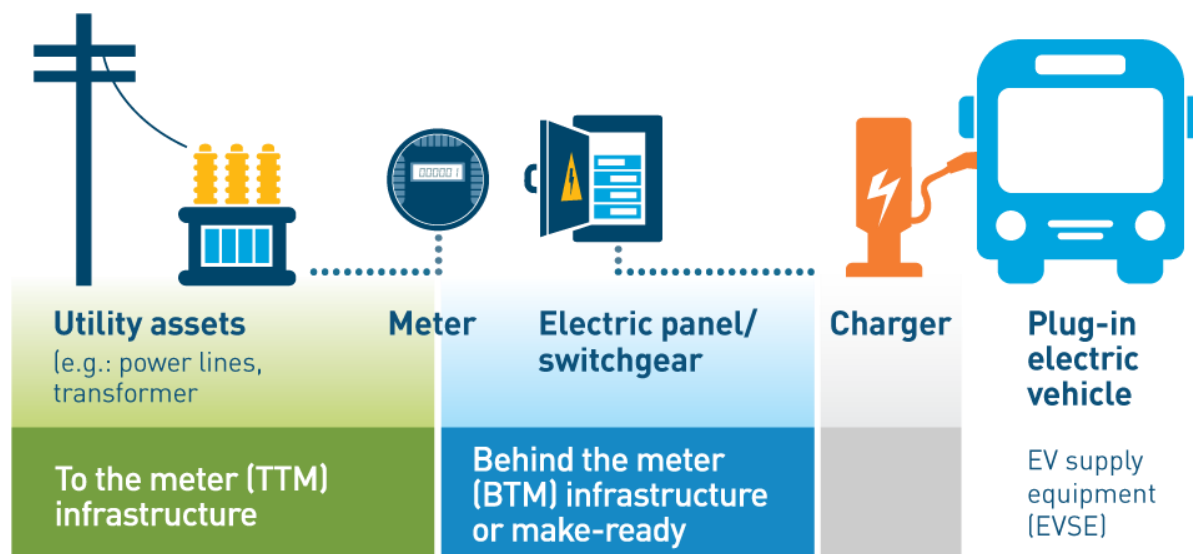 000001
Utility assets
(e.g.: power lines,
transformer
Meter
Electric panel/
switchgear
Charger
Plug-in
electric
vehicle
To the meter (TTM)
infrastructure
Behind the meter
(BTM) infrastructure
or make-ready
EV supply
equipment
(EVSE)